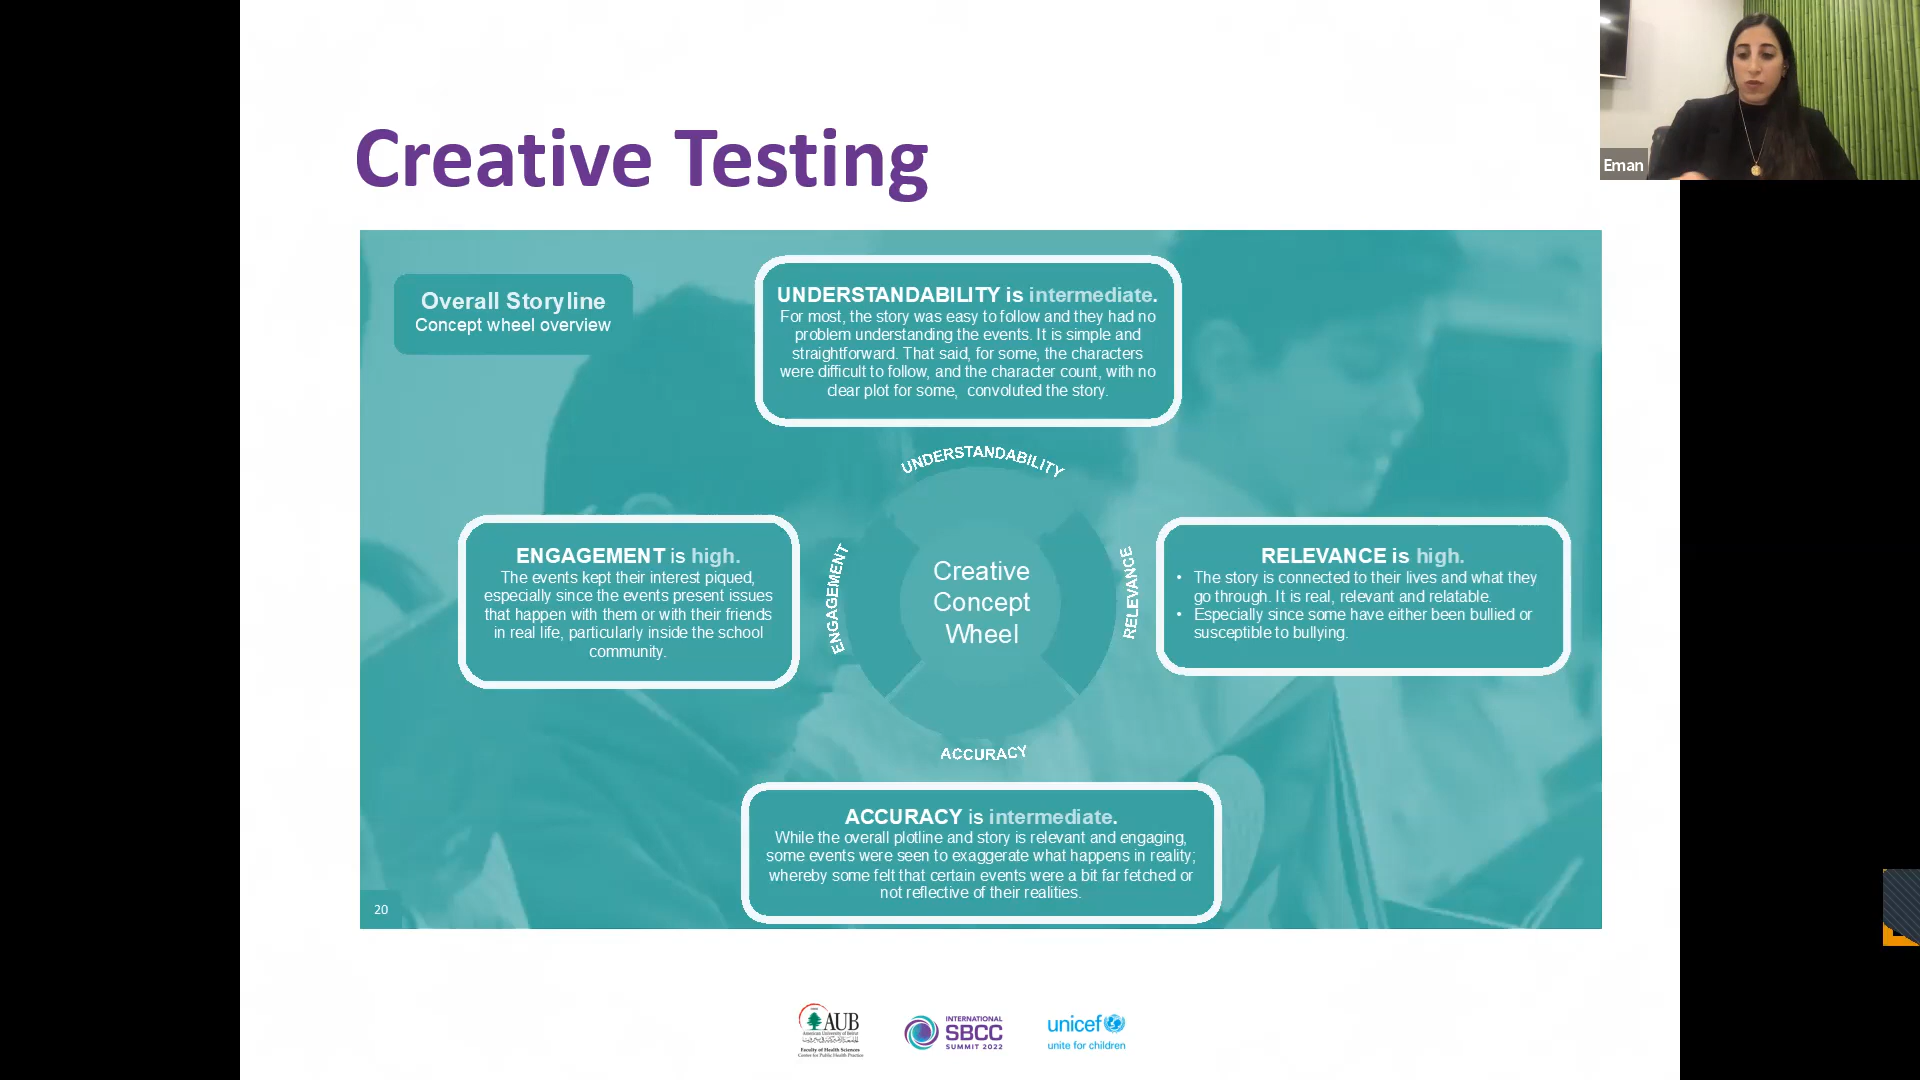 Eman
Creative Testing
Overall Storyline
Concept wheel overview
UNDERSTANDABILITY is intermediate.
For most, the story was easy to follow and they had no
problem understanding the events. It is simple and
straightforward. That said, for some, the characters
were difficult to follow, and the character count, with no
clear plot for some, convoluted the story.
UNDERSTANDABILITY
ENGAGEMENT is high.
The events kept their interest piqued,
especially since the events present issues
that happen with them or with their friends
in real life, particularly inside the school
community.
ENGAGEMENT
Creative
Concept
Wheel
RELEVANCE
RELEVANCE is high.
• The story is connected to their lives and what they
go through. It is real, relevant and relatable.
• Especially since some have either been bullied or
susceptible to bullying.
ACCURACY
ACCURACY is intermediate.
While the overall plotline and story is relevant and engaging,
some events were seen to exaggerate what happens in reality;
whereby some felt that certain events were a bit far fetched or
not reflective of their realities.
20
AUB
American University of Beirut
Faculty of Health Sciences
Center for Public Health Practice
INTERNATIONAL
SBCC
SUMMIT 2022
unicef
unite for children